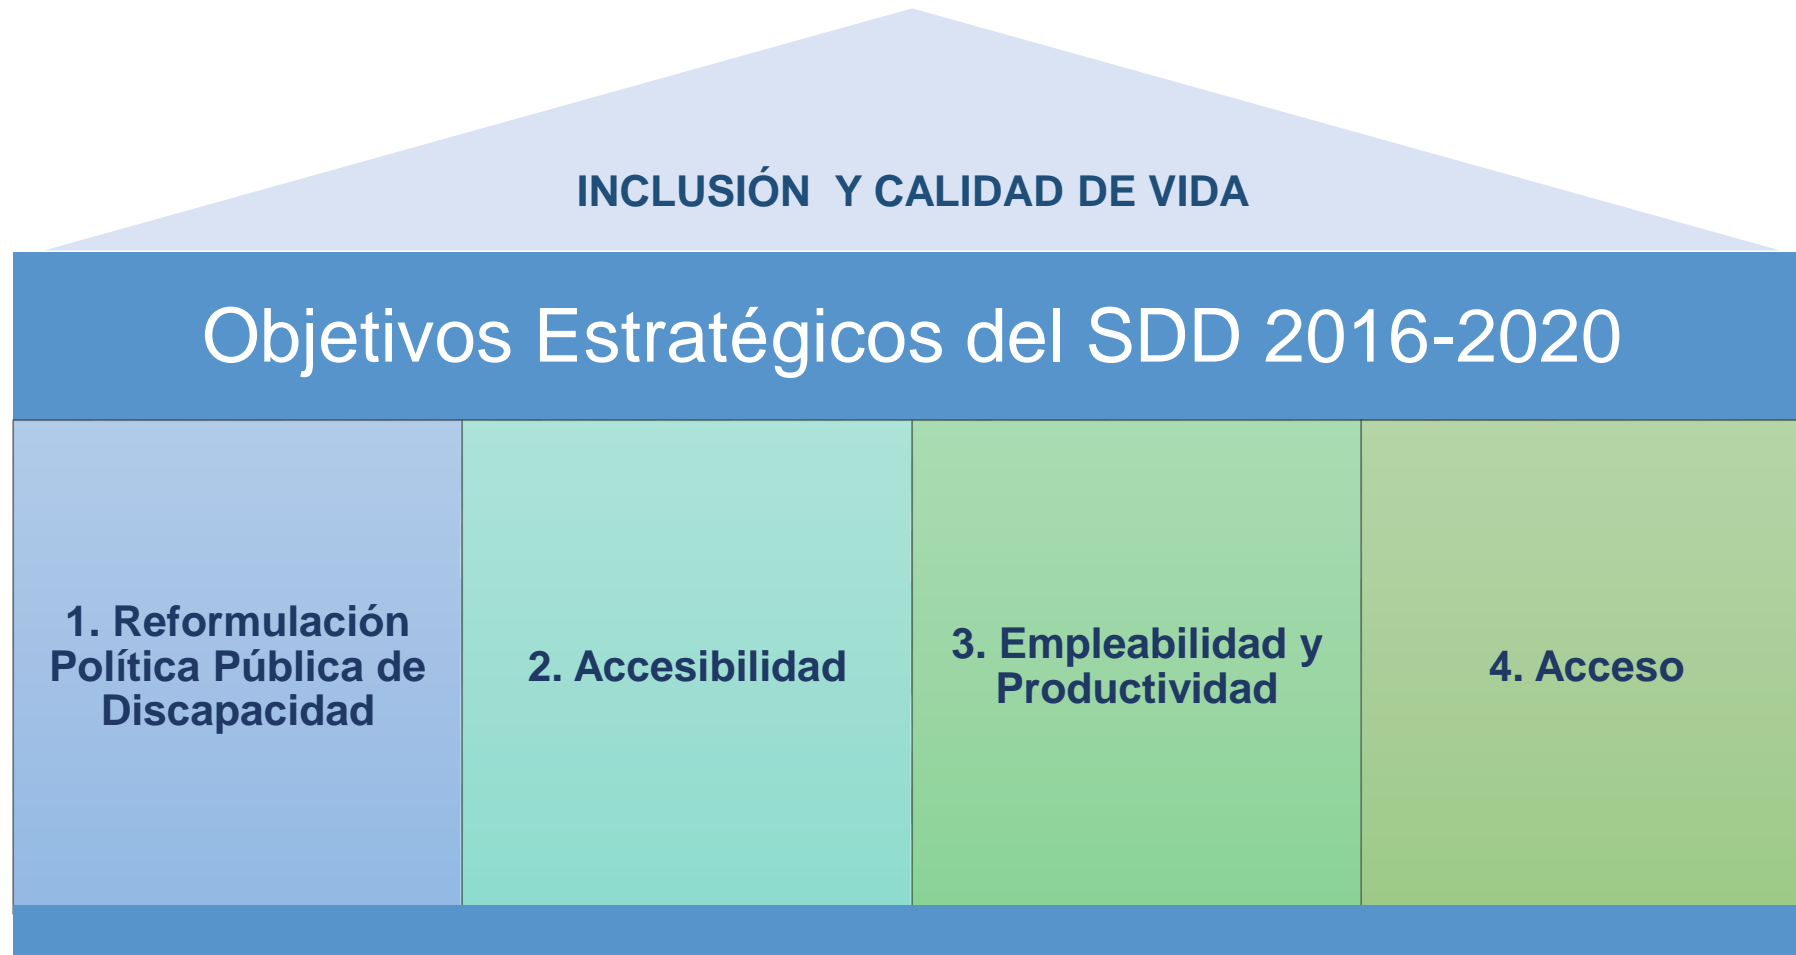 INCLUSIÓN Y CALIDAD DE VIDA
Objetivos Estratégicos del SDD 2016-2020
1. Reformulación
Política Pública de
Discapacidad
2. Accesibilidad
3. Empleabilidad y
Productividad
4. Acceso